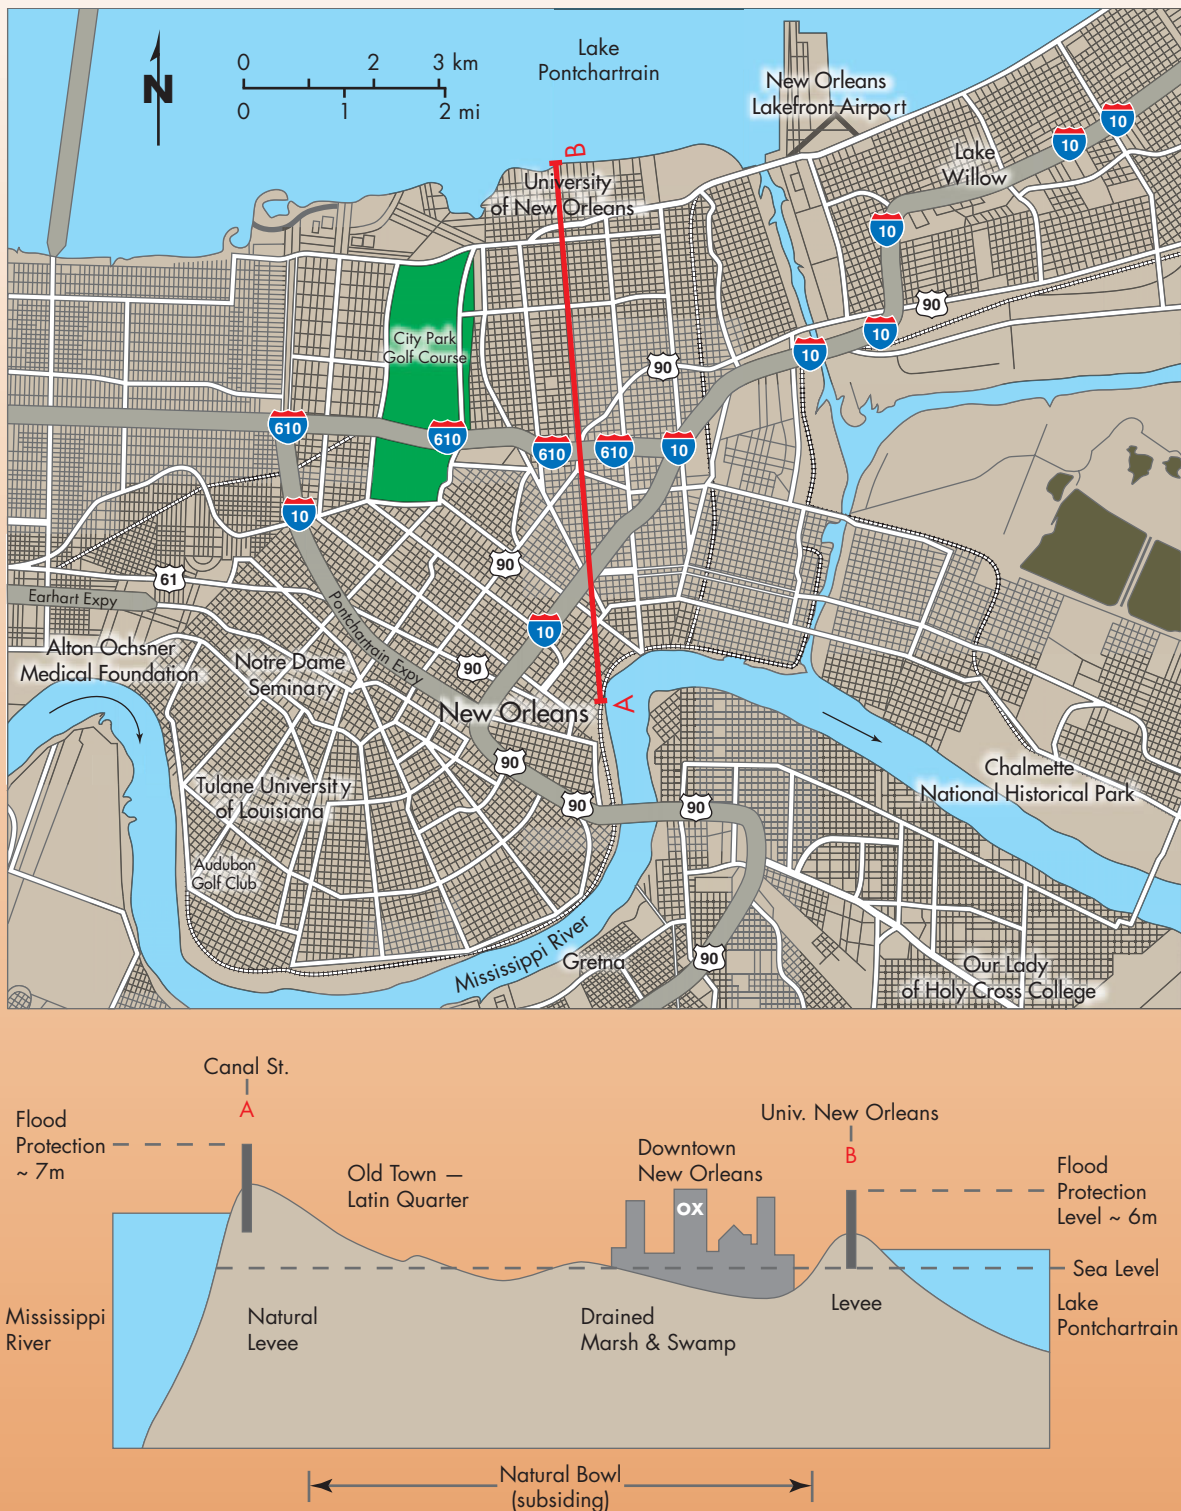 Lake
Pontchartrain
0 2 3 km
0 1 2 mi
N
New Orleans
Lakefront Airport
10
10
Lake
Willow
B
University
of New Orleans
10
90
10
10
City Park
Golf Course
90
610
610
610
610
10
10
90
61
Earhart Expy
Pontchartrain Expy
10
Alton Ochsner
Medical Foundation
Notre Dame
Seminary
90
A
New Orleans
90
Tulane University
of Louisiana
90
90
Chalmette
National Historical Park
Audubon
Golf Club
Mississippi River
Gretna
90
Our Lady
of Holy Cross College
Canal St.
A
Flood
Protection
~ 7m
Old Town –
Latin Quarter
Downtown
New Orleans
OX
Univ. New Orleans
B
Flood
Protection
Level ~ 6m
Sea Level
Mississippi
River
Natural
Levee
Drained
Marsh & Swamp
Levee
Lake
Pontchartrain
Natural Bowl
(subsiding)